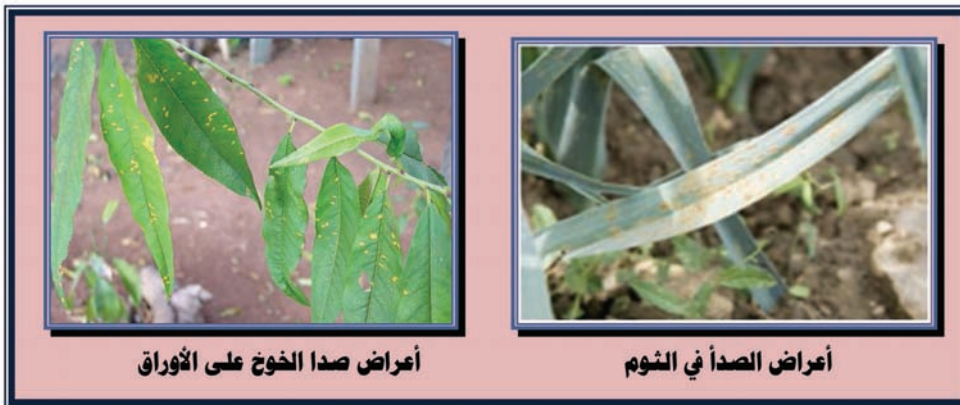 أعراض الصدأ في الثوم
أعراض صدا الخوخ على الأوراق